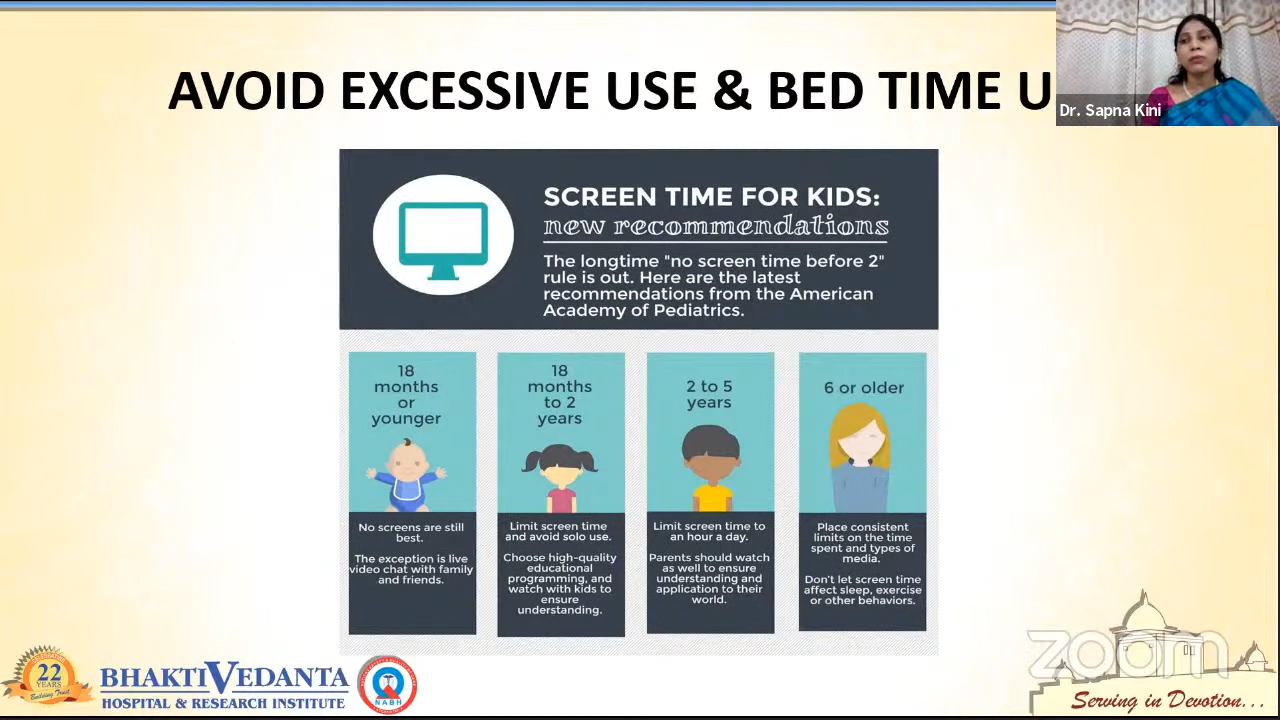 AVOID EXCESSIVE USE & BED TIME U
Dr. Sapna Kini
SCREEN TIME FOR KIDS:
new recommendations
The longtime "no screen time before 2"
rule is out. Here are the latest
recommendations from the American
Academy of Pediatrics.
18
months
or
younger
No screens are still
best.
The exception is live
video chat with family
and friends.
18
months
to 2
years
Limit screen time
and avoid solo use.
Choose high-quality
educational
programming, and
watch with kids to
ensure
understanding.
2 to 5
years
Limit screen time to
an hour a day.
Parents should watch
as well to ensure
understanding and
application to their
world.
6 or older
Place consistent
limits on the time
spent and types of
media.
Don't let screen time
affect sleep, exercise
or other behaviors.
CELEBRATING
22
YEARS
Building Trust
BHAKTIVEDANTA
HOSPITAL & RESEARCH INSTITUTE
NABH
zoom
Serving in Devotion...